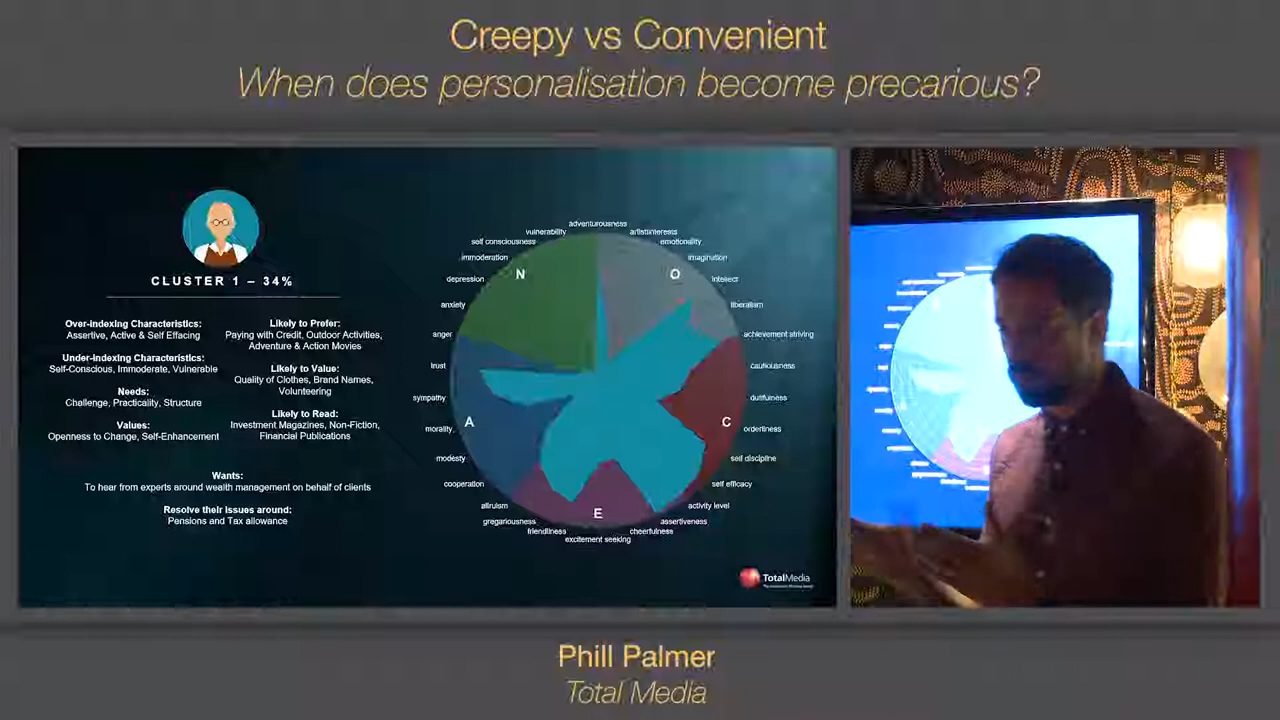 Creepy vs Convenient
When does personalisation become precarious?
CLUSTER 1 – 34%
Over-Indexing Characteristics:
Assertive, Active & Self Effacing
Under-Indexing Characteristics:
Self-Conscious, Immoderate, Vulnerable
Needs:
Challenge, Practicality, Structure
Values:
Openness to Change, Self-Enhancement
Likely to Prefer:
Paying with Credit, Outdoor Activities,
Adventure & Action Movies
Likely to Value:
Quality of Clothes, Brand Names,
Volunteering
Likely to Read:
Investment Magazines, Non-Fiction,
Financial Publications
Wants:
To hear from experts around wealth management on behalf of clients
Resolve their issues around:
Pensions and Tax allowance
adventurousness
artistinterests
emotionality
imagination
intellect
liberalism
achievement striving
cautiousness
dutifulness
orderliness
self discipline
self efficacy
activity level
assertiveness
cheerfulness
excitement seeking
friendliness
gregariousness
altruism
cooperation
modesty
morality
sympathy
trust
anger
anxiety
depression
immoderation
self consciousness
vulnerability
N
O
C
E
A
TotalMedia
Phill Palmer
Total Media